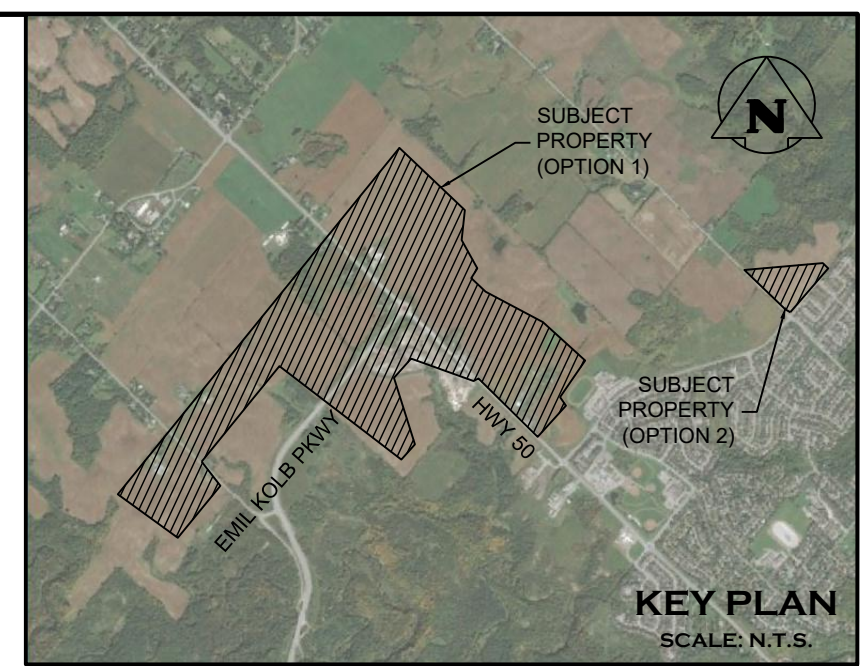 SUBJECT
PROPERTY
(OPTION 1)
N
SUBJECT
PROPERTY
(OPTION 2)
HWY 50
EMIL KOLB PKWY
KEY PLAN
SCALE: N.T.S.